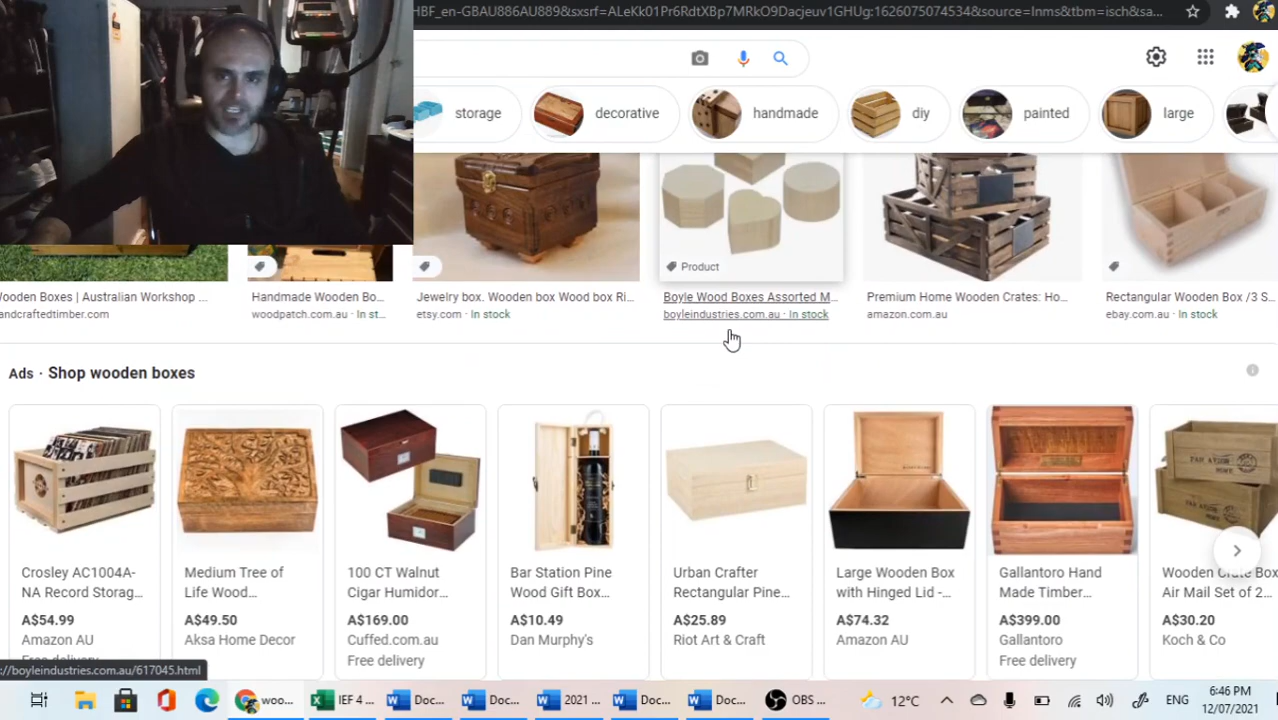 HBF_en-GBAU886AU889&sxsrf=ALeKk01Pr6RdtXBp7MRkO9Dacjev1GHUg:1626075074534&source=lnms&tbm=isch&sa...
storage
decorative
handmade
diy
painted
large
Product
Wooden Boxes | Australian Workshop ...
andcraftedtimber.com
Handmade Wooden Bo...
woodpatch.com.au · In st...
Jewelry box. Wooden box Wood box Ri...
etsy.com · In stock
Boyle Wood Boxes Assorted M...
boyleindustries.com.au · In stock
Premium Home Wooden Crates: Ho...
amazon.com.au
Rectangular Wooden Box /3 S...
ebay.com.au · In stock
Ads · Shop wooden boxes
PAR AVION
HOME
Crosley AC1004A-
NA Record Storag...
A$54.99
Amazon AU
Free delivery
Medium Tree of
Life Wood...
A$49.50
Aksa Home Decor
100 CT Walnut
Cigar Humidor...
A$169.00
Cuffed.com.au
Free delivery
Bar Station Pine
Wood Gift Box...
A$10.49
Dan Murphy's
Urban Crafter
Rectangular Pine...
A$25.89
Riot Art & Craft
Large Wooden Box
with Hinged Lid -...
A$74.32
Amazon AU
Gallantoro Hand
Made Timber...
A$399.00
Gallantoro
Free delivery
Wooden Crate Box
Air Mail Set of 2...
A$30.20
Koch & Co
://boyleindustries.com.au/617045.html
woo...
IEF 4 ...
Doc...
Doc...
2021 ...
Doc...
Doc...
OBS ...
12°C
ENG
6:46 PM
12/07/2021